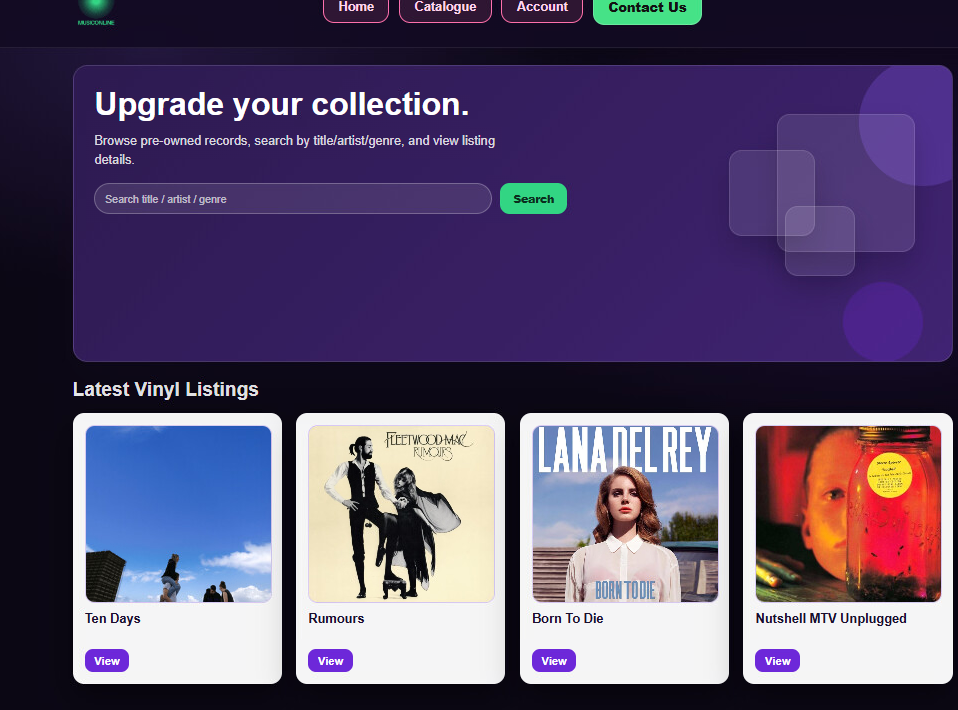 MUSICONLINE
Home
Catalogue
Account
Contact Us
Upgrade your collection.
Browse pre-owned records, search by title/artist/genre, and view listing
details.
Search title / artist / genre
Search
Latest Vinyl Listings
FLEETWOOD MAC
RUMOURS
LANA DEL REY
BORN TO DIE
Ten Days
Rumours
Born To Die
Nutshell MTV Unplugged
View
View
View
View